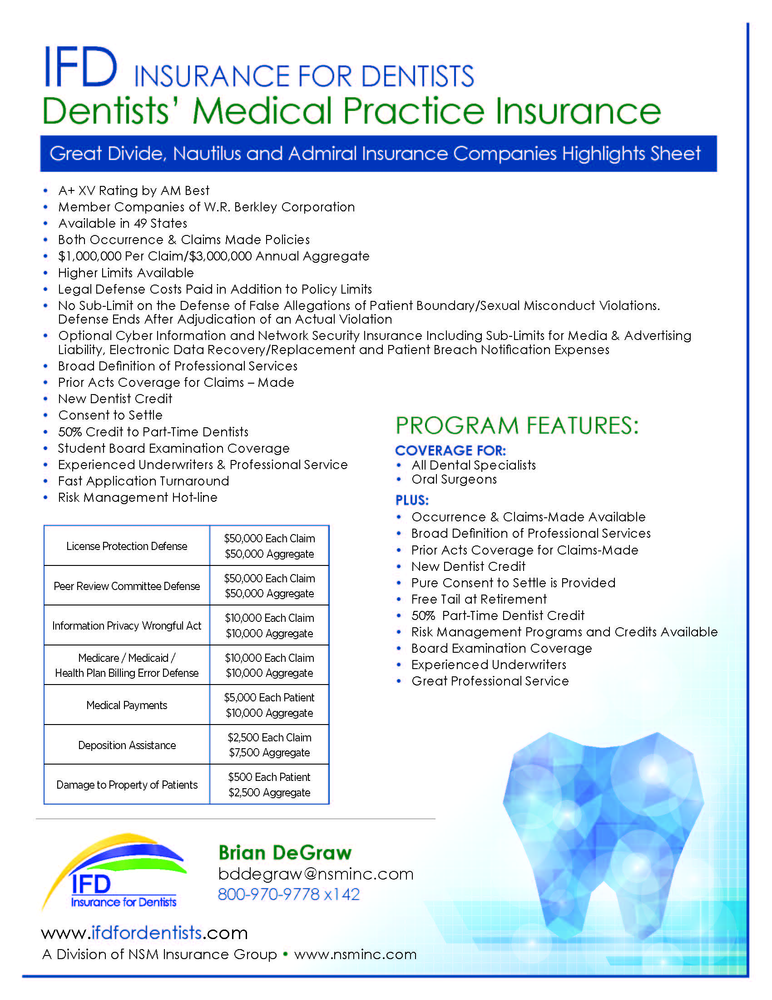 IFD INSURANCE FOR DENTISTS
Dentists’ Medical Practice Insurance
Great Divide, Nautilus and Admiral Insurance Companies Highlights Sheet
• A+ XV Rating by AM Best
• Member Companies of W.R. Berkley Corporation
• Available in 49 States
• Both Occurrence & Claims Made Policies
• $1,000,000 Per Claim/$3,000,000 Annual Aggregate
• Higher Limits Available
• Legal Defense Costs Paid in Addition to Policy Limits
• No Sub-Limit on the Defense of False Allegations of Patient Boundary/Sexual Misconduct Violations.
Defense Ends After Adjudication of an Actual Violation
• Optional Cyber Information and Network Security Insurance Including Sub-Limits for Media & Advertising
Liability, Electronic Data Recovery/Replacement and Patient Breach Notification Expenses
• Broad Definition of Professional Services
• Prior Acts Coverage for Claims – Made
• New Dentist Credit
• Consent to Settle
• 50% Credit to Part-Time Dentists
• Student Board Examination Coverage
• Experienced Underwriters & Professional Service
• Fast Application Turnaround
• Risk Management Hot-line
License Protection Defense
$50,000 Each Claim
$50,000 Aggregate
Peer Review Committee Defense
$50,000 Each Claim
$50,000 Aggregate
Information Privacy Wrongful Act
$10,000 Each Claim
$10,000 Aggregate
Medicare / Medicaid /
Health Plan Billing Error Defense
$10,000 Each Claim
$10,000 Aggregate
Medical Payments
$5,000 Each Patient
$10,000 Aggregate
Deposition Assistance
$2,500 Each Claim
$7,500 Aggregate
Damage to Property of Patients
$500 Each Patient
$2,500 Aggregate
PROGRAM FEATURES:
COVERAGE FOR:
• All Dental Specialists
• Oral Surgeons
PLUS:
• Occurrence & Claims-Made Available
• Broad Definition of Professional Services
• Prior Acts Coverage for Claims-Made
• New Dentist Credit
• Pure Consent to Settle is Provided
• Free Tail at Retirement
• 50% Part-Time Dentist Credit
• Risk Management Programs and Credits Available
• Board Examination Coverage
• Experienced Underwriters
• Great Professional Service
IFD
Insurance for Dentists
Brian DeGraw
bddegraw@nsminc.com
800-970-9778 x142
www.ifdfordentists.com
A Division of NSM Insurance Group • www.nsminc.com